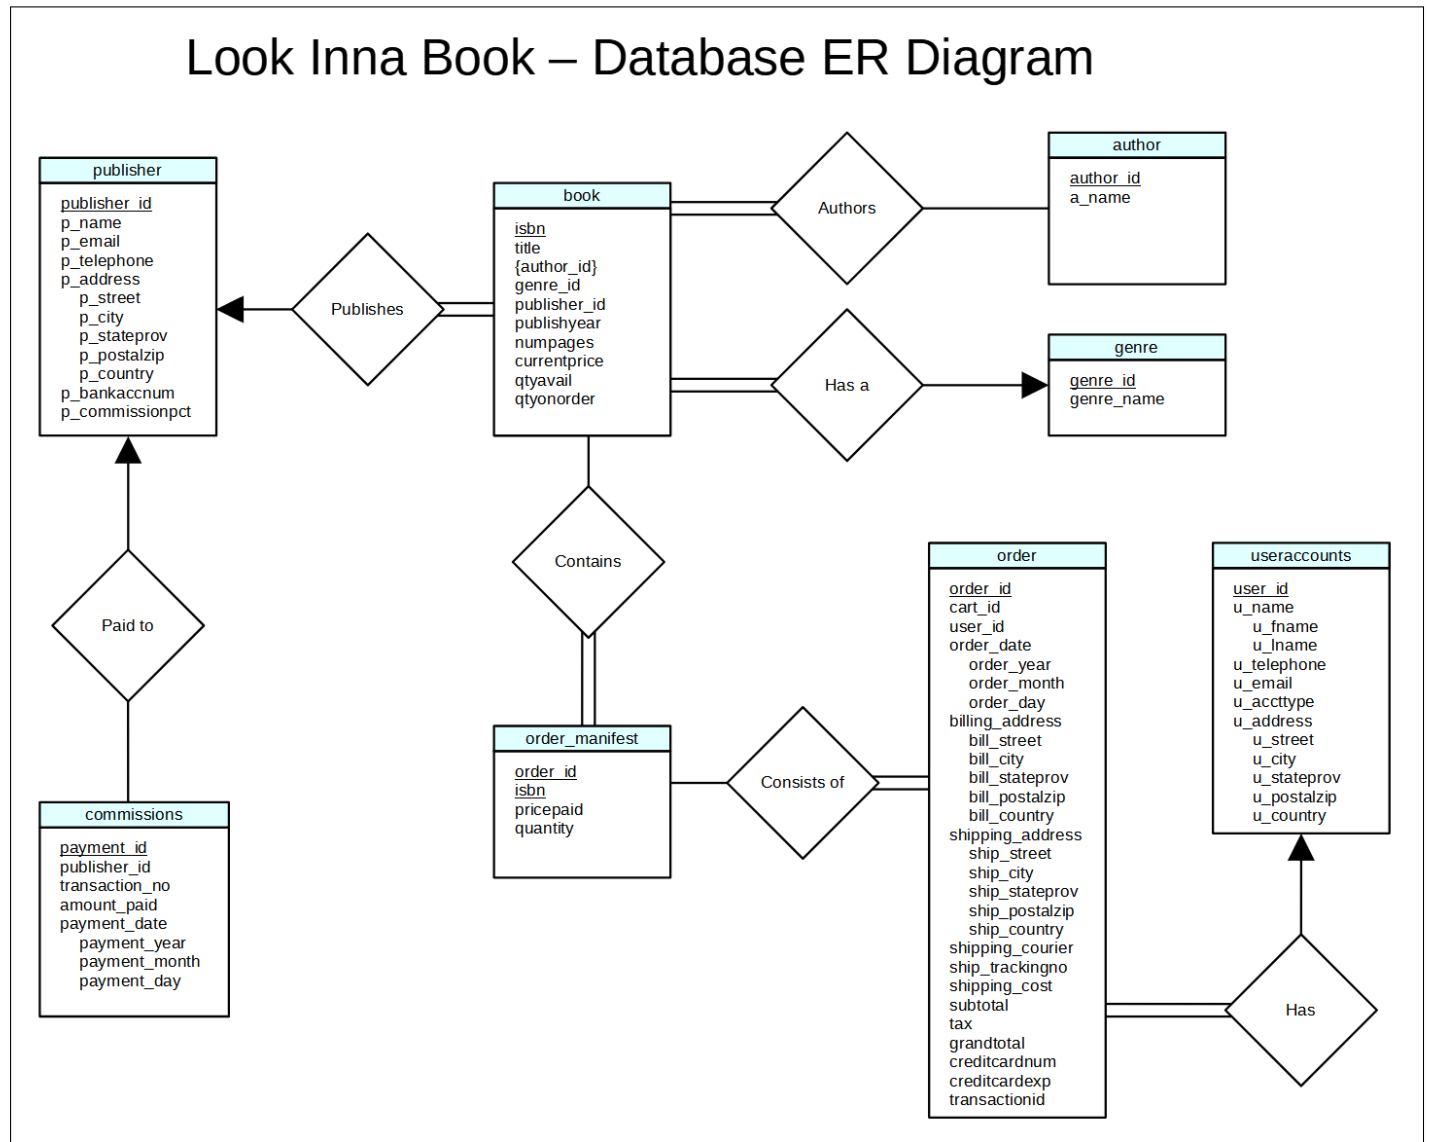 Look Inna Book – Database ER Diagram
publisher
publisher_id
p_name
p_email
p_telephone
p_address
p_street
p_city
p_stateprov
p_postalzip
p_country
p_bankaccnum
p_commissionpct
Publishes
book
isbn
title
{author_id}
genre_id
publisher_id
publishyear
numpages
currentprice
qtyavail
qtyonorder
Authors
author
author_id
a_name
Has a
genre
genre_id
genre_name
Contains
Paid to
commissions
payment_id
publisher_id
transaction_no
amount_paid
payment_date
payment_year
payment_month
payment_day
order_manifest
order_id
isbn
pricepaid
quantity
Consists of
order
order_id
cart_id
user_id
order_date
order_year
order_month
order_day
billing_address
bill_street
bill_city
bill_stateprov
bill_postalzip
bill_country
shipping_address
ship_street
ship_city
ship_stateprov
ship_postalzip
ship_country
shipping_courier
ship_trackingno
shipping_cost
subtotal
tax
grandtotal
creditcardnum
creditcardexp
transactionid
useraccounts
user_id
u_name
u_fname
u_lname
u_telephone
u_email
u_accttype
u_address
u_street
u_city
u_stateprov
u_postalzip
u_country
Has